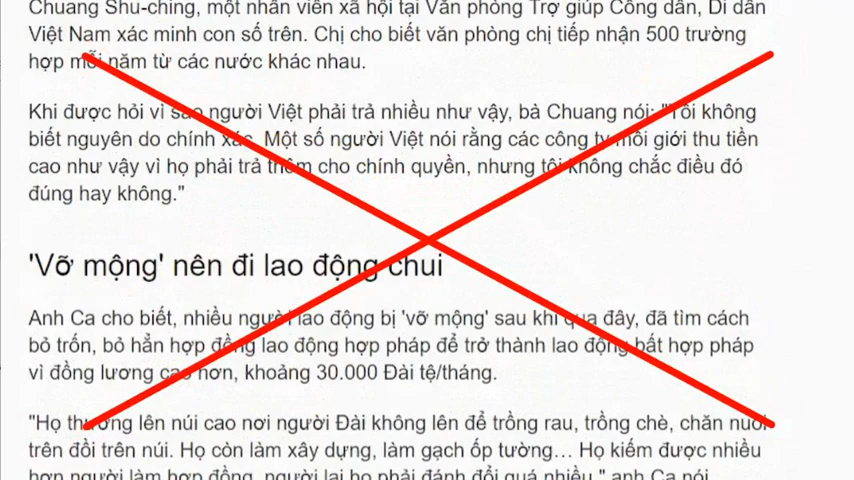 Chuang Shu-ching, một nhân viên xã hội tại Văn phòng Trợ giúp Công dân, Di dân
Việt Nam xác minh con số trên. Chị cho biết văn phòng chị tiếp nhận 500 trường
hợp mỗi năm từ các nước khác nhau.
Khi được hỏi vì sao người Việt phải trả nhiều như vậy, bà Chuang nói: "Tôi không
biết nguyên do chính xác. Một số người Việt nói rằng các công ty môi giới thu tiền
cao như vậy vì họ phải trả thêm cho chính quyền, nhưng tôi không chắc điều đó
đúng hay không."
'Vỡ mộng' nên đi lao động chui
Anh Ca cho biết, nhiều người lao động bị 'vỡ mộng' sau khi qua đây, đã tìm cách
bỏ trốn, bỏ hẳn hợp đồng lao động hợp pháp để trở thành lao động bất hợp pháp
vì đồng lương cao hơn, khoảng 30.000 Đài tệ/tháng.
"Họ thường lên núi cao nơi người Đài không lên để trồng rau, trồng chè, chăn nuôi
trên đồi trên núi. Họ còn làm xây dựng, làm gạch ốp tường... Họ kiếm được nhiều
hơn người làm hợp đồng, người lại họ phải đánh đổi quá nhiều," anh Ca nói.